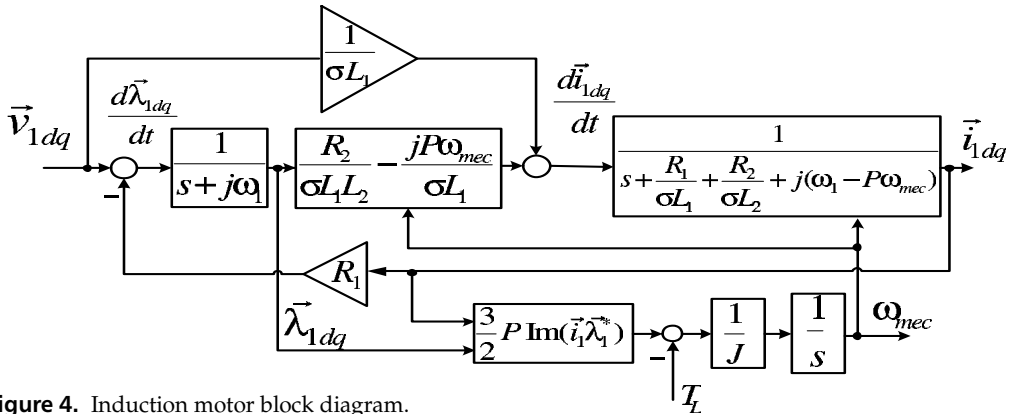 1
σL₁
v⃗₁dq
dλ⃗₁dq
dt
1
s + jω₁
R₂
σL₁L₂
−
jPω_mec
σL₁
di⃗₁dq
dt
1
s + R₁/σL₁ + R₂/σL₂ + j(ω₁ − Pω_mec)
i⃗₁dq
−
R₁
λ⃗₁dq
3/2 P Im(i⃗₁λ⃗₁*)
−
T_L
1
J
1
s
ω_mec
igure 4. Induction motor block diagram.